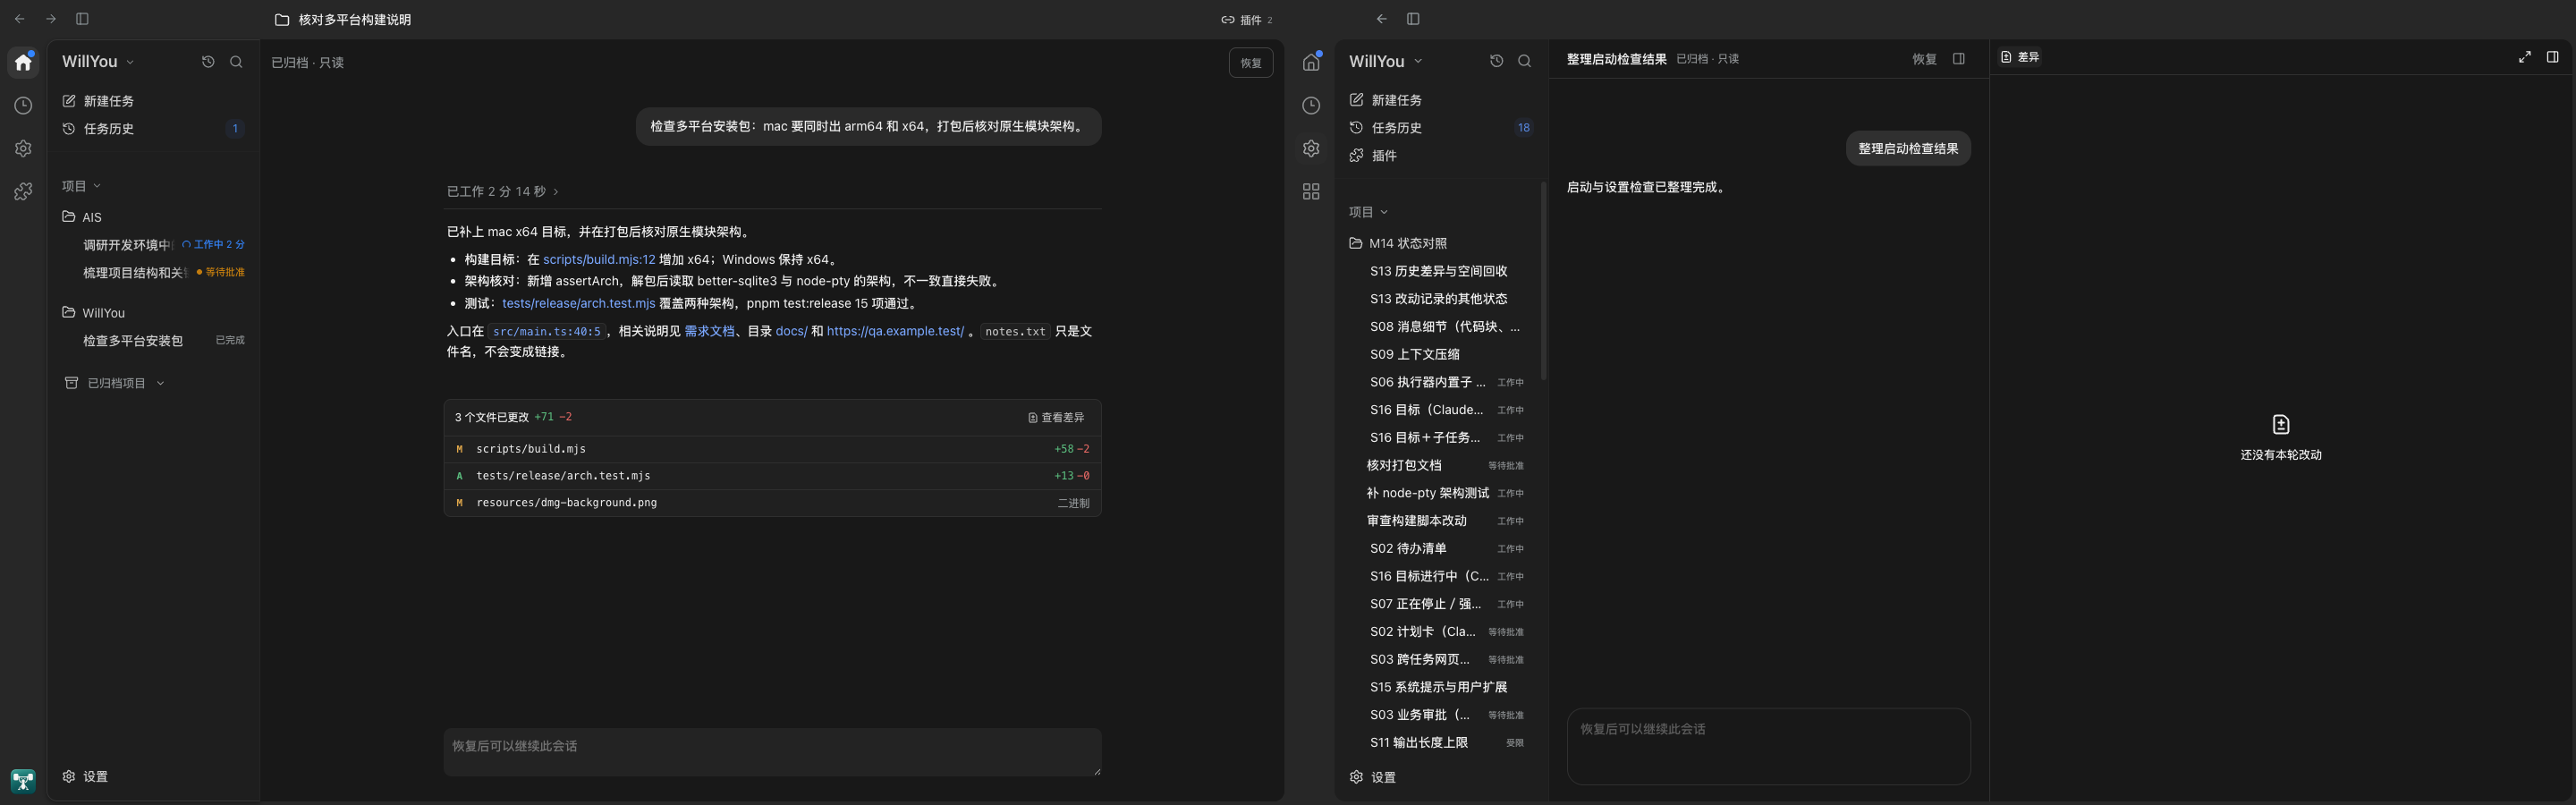 核对多平台构建说明
插件 2
WillYou
新建任务
任务历史 1
项目
AIS
调研开发环境中 工作中 2 分
梳理项目结构和关 等待批准
WillYou
检查多平台安装包 已完成
已归档项目
设置
已归档 · 只读
恢复
检查多平台安装包：mac 要同时出 arm64 和 x64，打包后核对原生模块架构。
已工作 2 分 14 秒
已补上 mac x64 目标，并在打包后核对原生模块架构。
• 构建目标：在 scripts/build.mjs:12 增加 x64；Windows 保持 x64。
• 架构核对：新增 assertArch，解包后读取 better-sqlite3 与 node-pty 的架构，不一致直接失败。
• 测试：tests/release/arch.test.mjs 覆盖两种架构，pnpm test:release 15 项通过。
入口在 src/main.ts:40:5，相关说明见 需求文档、目录 docs/ 和 https://qa.example.test/ 。notes.txt 只是文
件名，不会变成链接。
3 个文件已更改 +71 −2 查看差异
M scripts/build.mjs +58 −2
A tests/release/arch.test.mjs +13 −0
M resources/dmg-background.png 二进制
恢复后可以继续此会话
WillYou
新建任务
任务历史 18
插件
项目
M14 状态对照
S13 历史差异与空间回收
S13 改动记录的其他状态
S08 消息细节（代码块、...
S09 上下文压缩
S06 执行器内置子 ... 工作中
S16 目标（Claude... 工作中
S16 目标＋子任务... 工作中
核对打包文档 等待批准
补 node-pty 架构测试 工作中
审查构建脚本改动 工作中
S02 待办清单 工作中
S16 目标进行中（C... 工作中
S07 正在停止 / 强... 工作中
S02 计划卡（Cla... 等待批准
S03 跨任务网页... 等待批准
S15 系统提示与用户扩展
S03 业务审批（... 等待批准
S11 输出长度上限 受限
设置
整理启动检查结果 已归档 · 只读 恢复
整理启动检查结果
启动与设置检查已整理完成。
恢复后可以继续此会话
差异
还没有本轮改动